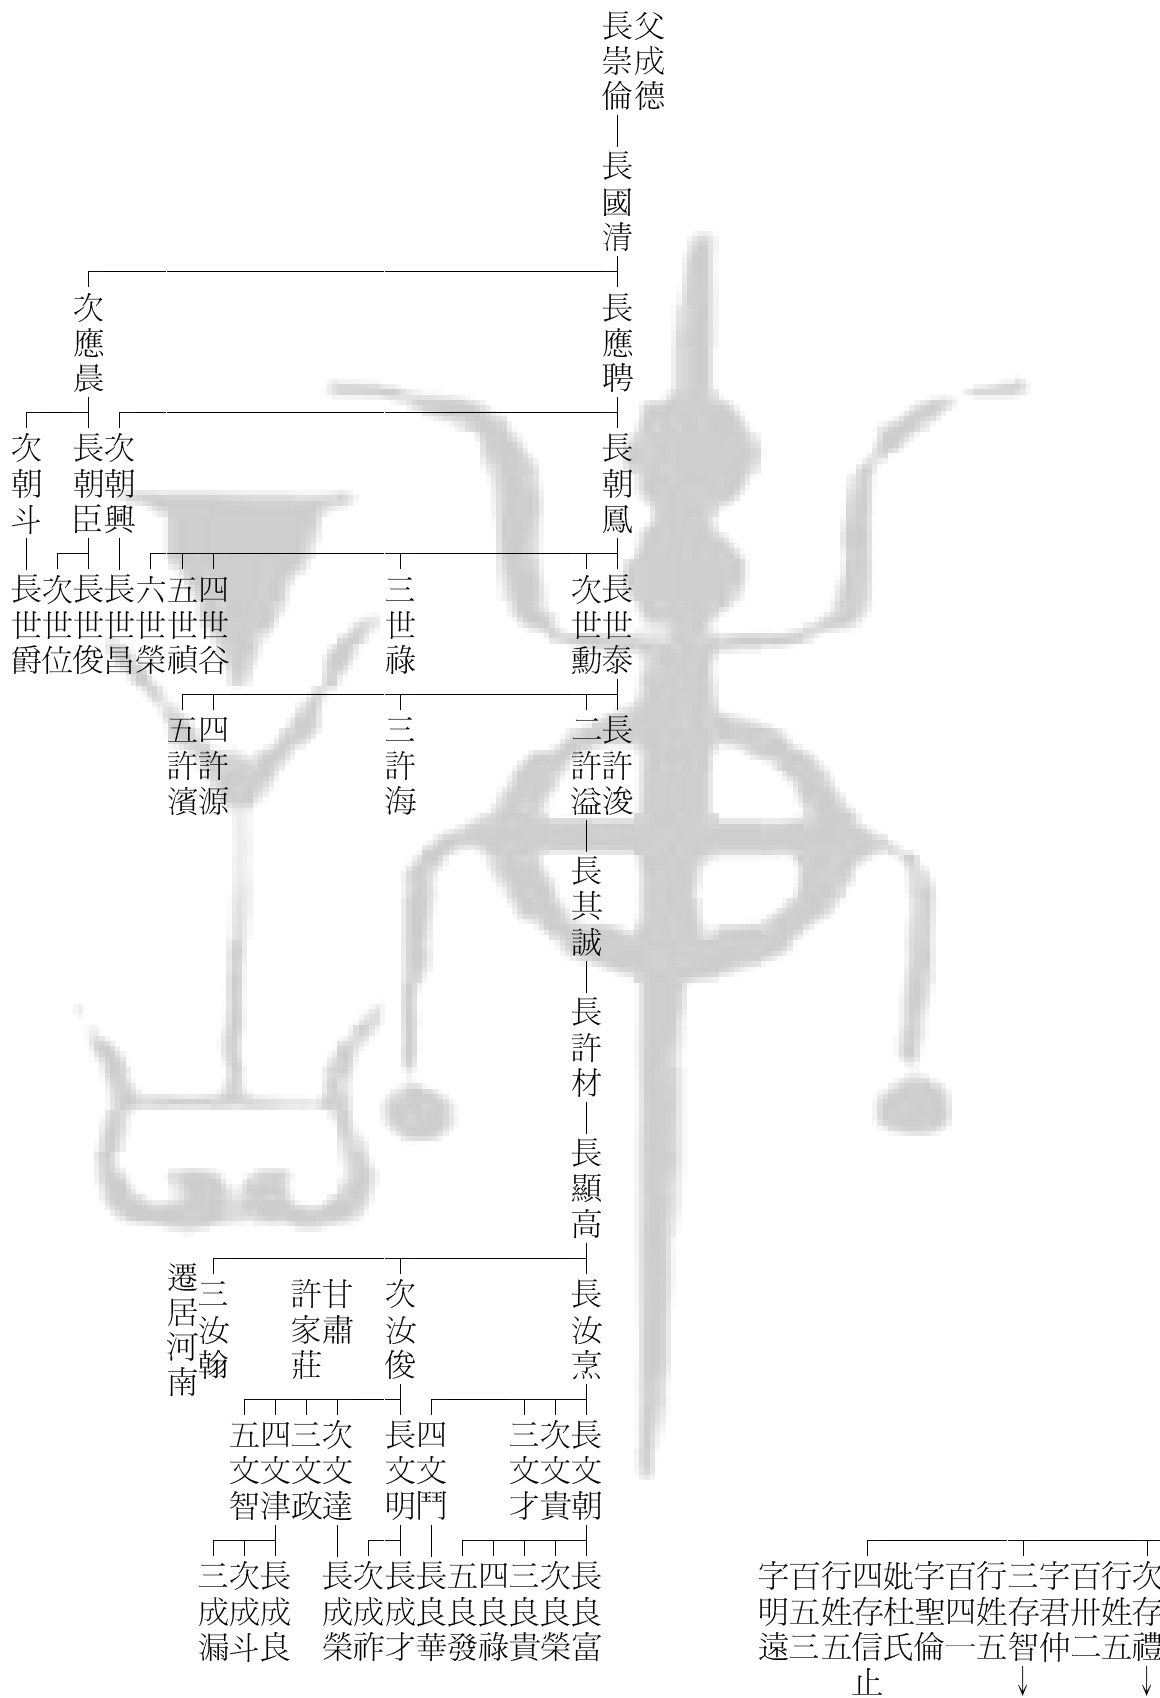 父成德
長崇倫
長國清
長應聘
次應晨
長朝鳳
次朝興
長朝臣
次朝斗
長世泰
次世勳
三世祿
四世谷
五世禎
六世榮
長世昌
長世俊
次世位
長世爵
長許浚
二許溢
三許海
四許源
五許濱
長其誠
長許材
長顯高
長汝烹
次汝俊
甘肅
許家莊
三汝翰
遷居河南
長文朝
次文貴
三文才
四文鬥
長文明
次文達
三文政
四文津
五文智
次存禮
行姓五
百卅二
字君仲
三存智
行姓五
百四一
字聖倫
妣杜氏
四存信止
行姓五
百五三
字明遠
長良富
次良榮
三良貴
四良祿
五良發
長良華
長成才
次成祚
長成榮
長成良
次成斗
三成漏